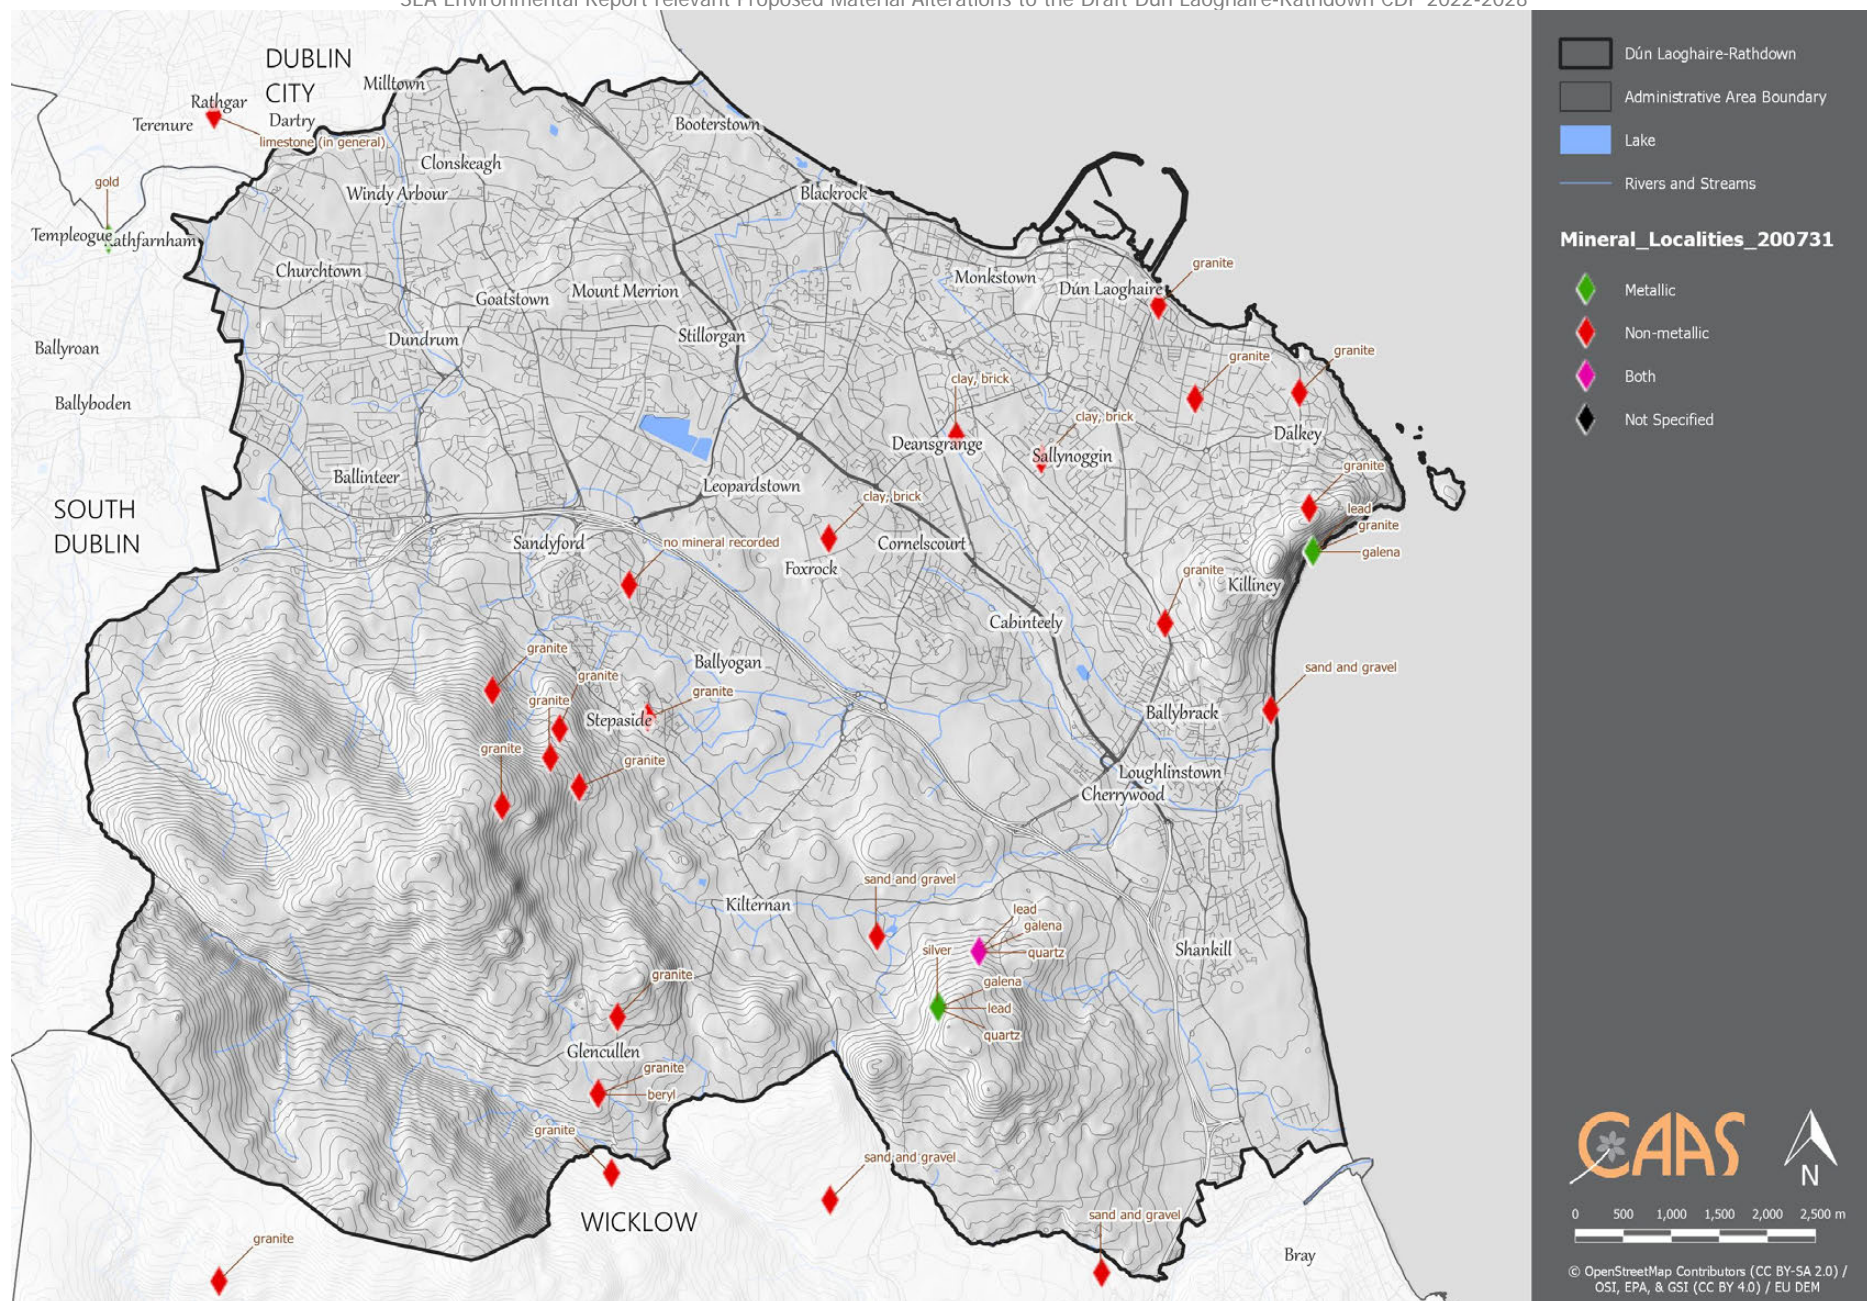 SEA Environmental Report relevant Proposed Material Alterations to the Draft Dún Laoghaire-Rathdown CDP 2022-2028
DUBLIN
CITY
Milltown
Rathgar
Terenure
Dartry
limestone (in general)
Booterstown
Clonskeagh
gold
Windy Arbour
Blackrock
Templeogue
Rathfarnham
Churchtown
Goatstown
Mount Merrion
Monkstown
Dún Laoghaire
granite
Dundrum
Stillorgan
Ballyroan
granite
granite
clay, brick
Ballyboden
clay, brick
Deansgrange
Dalkey
Sallynoggin
Ballinteer
granite
Leopardstown
clay, brick
SOUTH
DUBLIN
lead
granite
galena
Sandyford
no mineral recorded
Cornelscourt
Foxrock
granite
Killiney
Cabinteely
granite
Ballyogan
sand and gravel
granite
granite
granite
Stepaside
Ballybrack
granite
granite
Loughlinstown
Cherrywood
sand and gravel
Kilternan
lead
galena
quartz
silver
Shankill
granite
galena
lead
quartz
Glencullen
granite
beryl
granite
sand and gravel
WICKLOW
sand and gravel
granite
Bray
Dún Laoghaire-Rathdown
Administrative Area Boundary
Lake
Rivers and Streams
Mineral_Localities_200731
Metallic
Non-metallic
Both
Not Specified
CAAS
N
0 500 1,000 1,500 2,000 2,500 m
© OpenStreetMap Contributors (CC BY-SA 2.0) /
OSI, EPA, & GSI (CC BY 4.0) / EU DEM